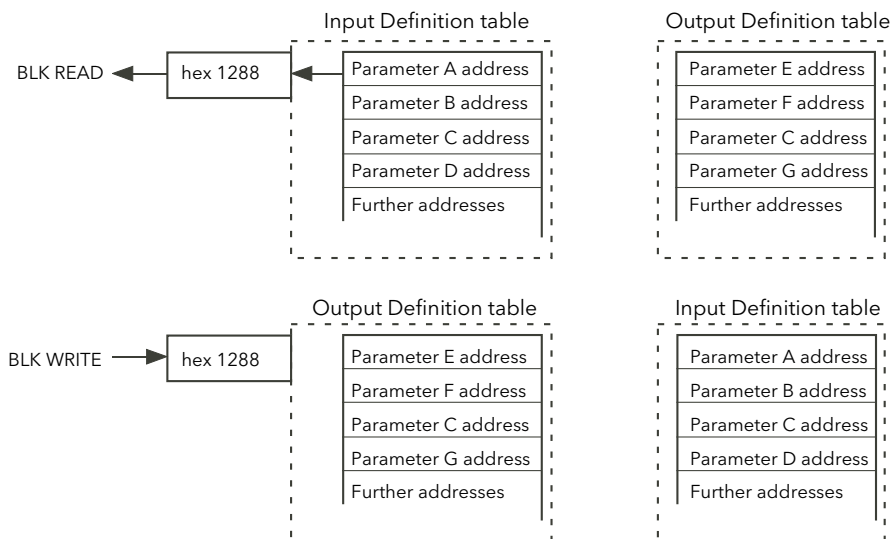 Input Definition table
Output Definition table
BLK READ
hex 1288
Parameter A address
Parameter B address
Parameter C address
Parameter D address
Further addresses
Parameter E address
Parameter F address
Parameter C address
Parameter G address
Further addresses
Output Definition table
Input Definition table
BLK WRITE
hex 1288
Parameter E address
Parameter F address
Parameter C address
Parameter G address
Further addresses
Parameter A address
Parameter B address
Parameter C address
Parameter D address
Further addresses